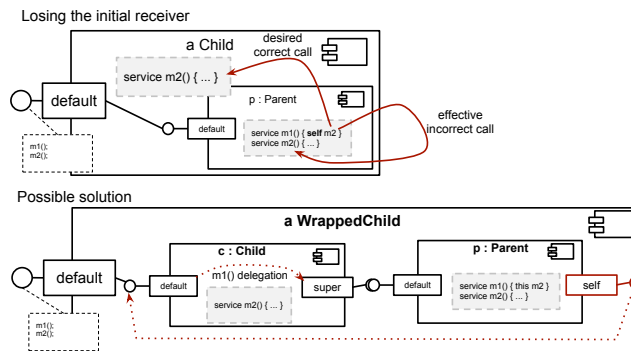 Losing the initial receiver
a Child
desired
correct call
service m2() { ... }
default
p : Parent
default
service m1() { self m2 }
service m2() { ... }
effective
incorrect call
m1();
m2();
Possible solution
a WrappedChild
c : Child
p : Parent
default
default
m1() delegation
super
service m2() { ... }
default
service m1() { this m2 }
service m2() { ... }
self
m1();
m2();